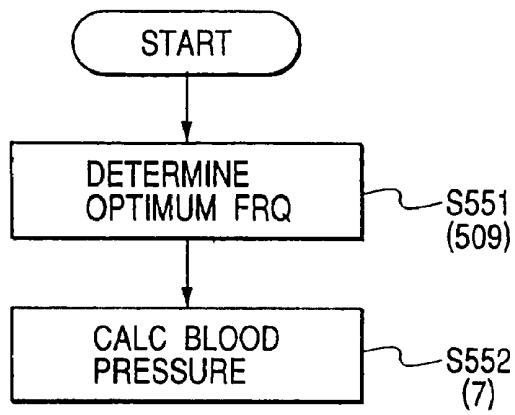 START
DETERMINE
OPTIMUM FRQ
S551
(509)
CALC BLOOD
PRESSURE
S552
(7)